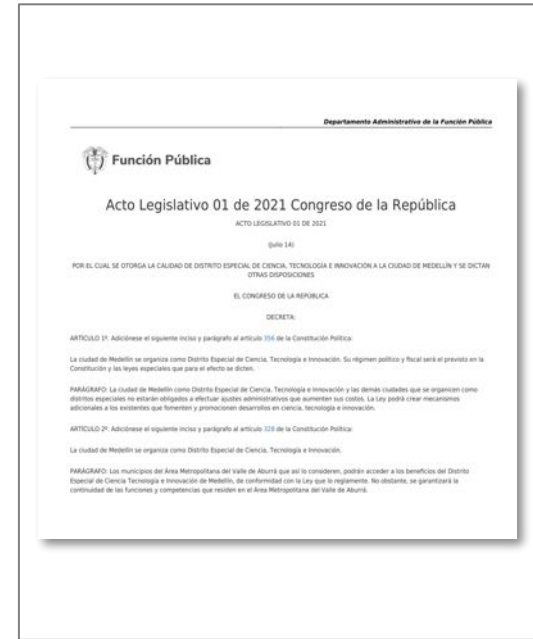 Departamento Administrativo de la Función Pública
Función Pública
Acto Legislativo 01 de 2021 Congreso de la República
ACTO LEGISLATIVO 01 DE 2021
(Julio 14)
POR EL CUAL SE OTORGA LA CALIDAD DE DISTRITO ESPECIAL DE CIENCIA, TECNOLOGÍA E INNOVACIÓN A LA CIUDAD DE MEDELLÍN Y SE DICTAN
OTRAS DISPOSICIONES
EL CONGRESO DE LA REPÚBLICA
DECRETA:
ARTÍCULO 1º. Adiciónese el siguiente inciso y parágrafo al artículo 356 de la Constitución Política:
La ciudad de Medellín se organiza como Distrito Especial de Ciencia, Tecnología e Innovación. Su régimen político y fiscal será el previsto en la
Constitución y las leyes especiales que para el efecto se dicten.
PARÁGRAFO: La ciudad de Medellín como Distrito Especial de Ciencia, Tecnología e Innovación y las demás ciudades que se organicen como
distritos especiales no estarán obligados a efectuar ajustes administrativos que aumenten sus costos. La Ley podrá crear mecanismos
adicionales a los existentes que fomenten y promocionen desarrollos en ciencia, tecnología e innovación.
ARTÍCULO 2º. Adiciónese el siguiente inciso y parágrafo al artículo 328 de la Constitución Política:
La ciudad de Medellín se organiza como Distrito Especial de Ciencia, Tecnología e Innovación.
PARÁGRAFO: Los municipios del Área Metropolitana del Valle de Aburrá que así lo consideren, podrán acceder a los beneficios del Distrito
Especial de Ciencia Tecnología e Innovación de Medellín, de conformidad con la Ley que lo reglamente. No obstante, se garantizará la
continuidad de las funciones y competencias que residen en el Área Metropolitana del Valle de Aburrá.